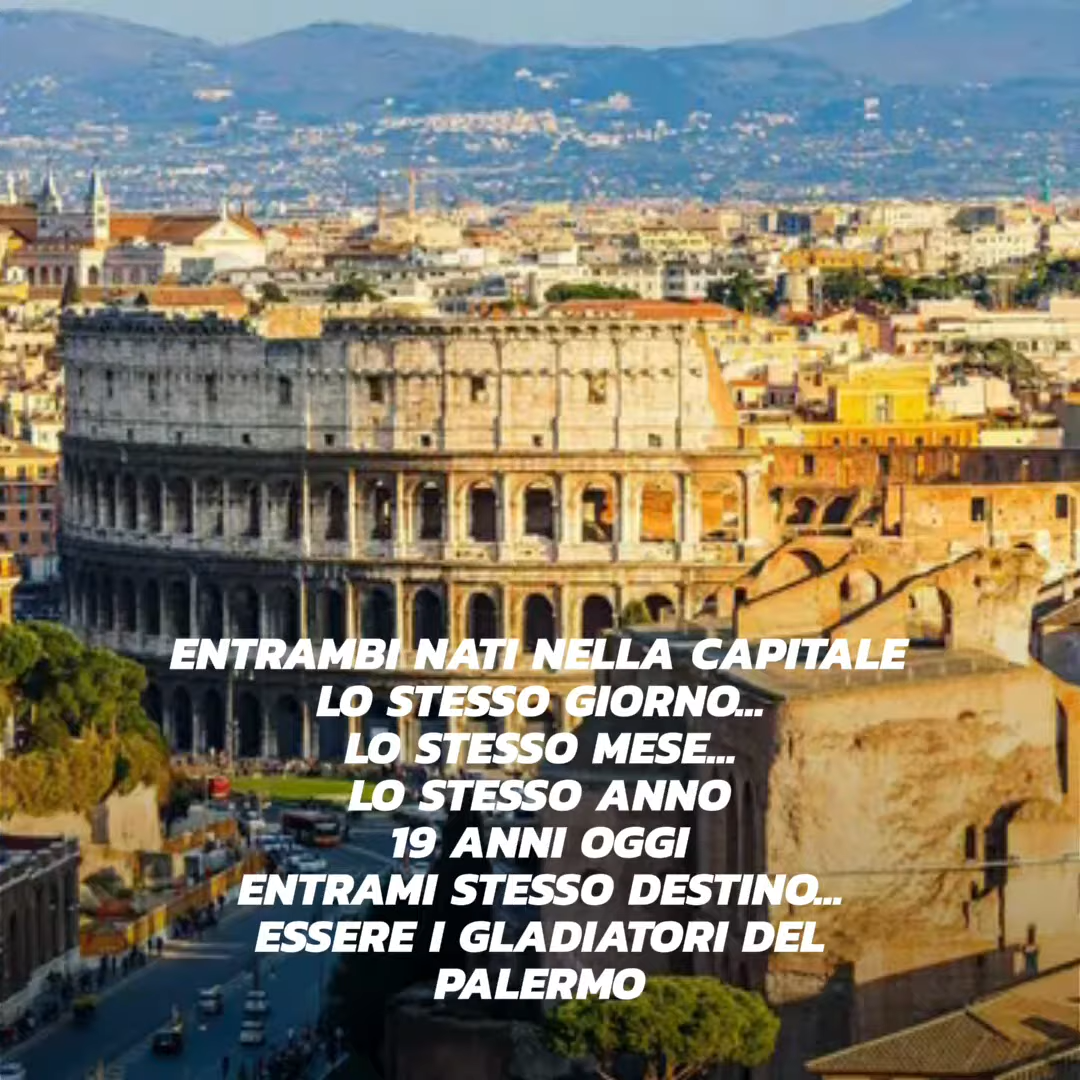 ENTRAMBI NATI NELLA CAPITALE
LO STESSO GIORNO...
LO STESSO MESE...
LO STESSO ANNO
19 ANNI OGGI
ENTRAMI STESSO DESTINO...
ESSERE I GLADIATORI DEL
PALERMO